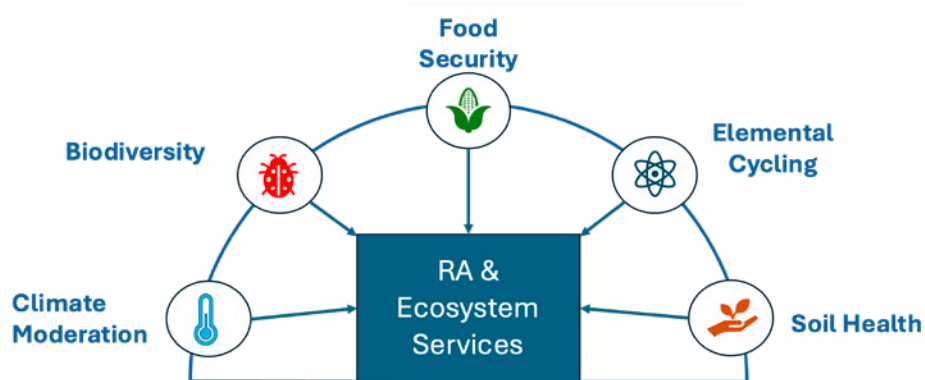 Food
Security
Biodiversity
Elemental
Cycling
Climate
Moderation
RA &
Ecosystem
Services
Soil Health